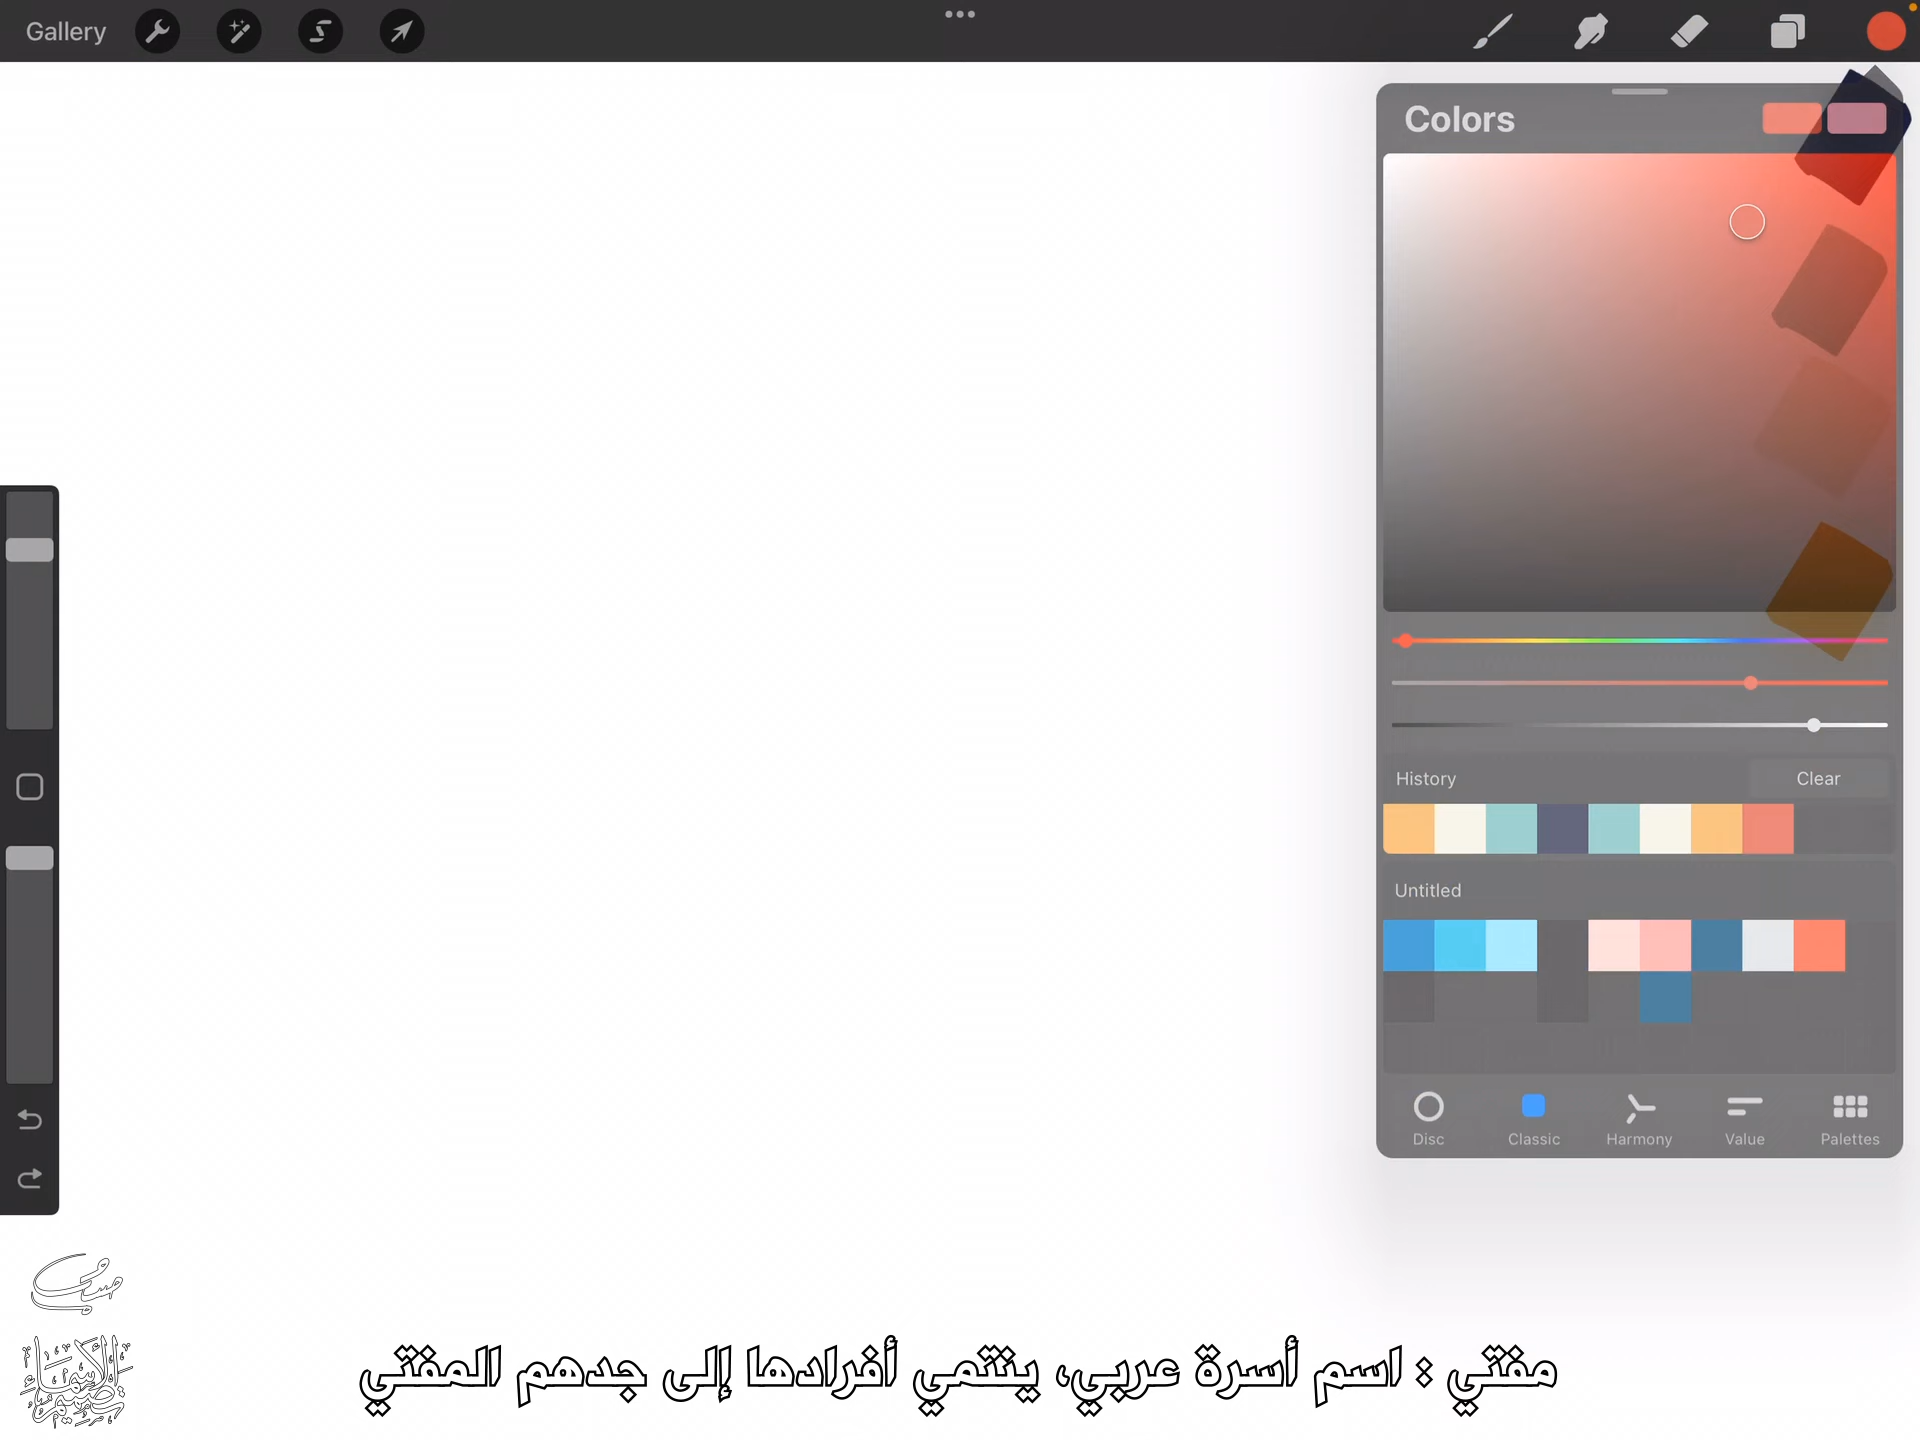 Gallery
Colors
History
Clear
Untitled
Disc
Classic
Harmony
Value
Palettes
مفتي : اسم أسرة عربي، ينتمي أفرادها إلى جدهم المفتي